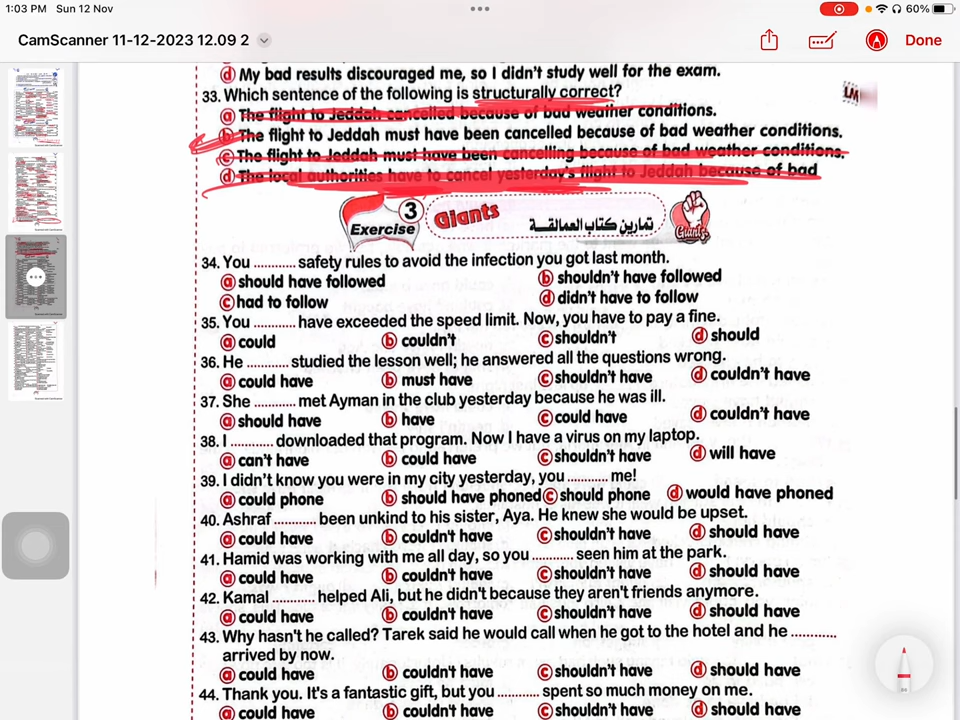 1:03 PM Sun 12 Nov
60%
CamScanner 11-12-2023 12.09 2
Done
d My bad results discouraged me, so I didn't study well for the exam.
33. Which sentence of the following is structurally correct?
a The flight to Jeddah cancelled because of bad weather conditions.
b The flight to Jeddah must have been cancelled because of bad weather conditions.
c The flight to Jeddah must have been cancelling because of bad weather conditions.
d The local authorities have to cancel yesterday's flight to Jeddah because of bad
Exercise 3 Giants تمارين كتاب العمالقة Giants
34. You .......... safety rules to avoid the infection you got last month.
a should have followed b shouldn't have followed
c had to follow d didn't have to follow
35. You .......... have exceeded the speed limit. Now, you have to pay a fine.
a could b couldn't c shouldn't d should
36. He .......... studied the lesson well; he answered all the questions wrong.
a could have b must have c shouldn't have d couldn't have
37. She .......... met Ayman in the club yesterday because he was ill.
a should have b have c could have d couldn't have
38. I .......... downloaded that program. Now I have a virus on my laptop.
a can't have b could have c shouldn't have d will have
39. I didn't know you were in my city yesterday, you .......... me!
a could phone b should have phoned c should phone d would have phoned
40. Ashraf .......... been unkind to his sister, Aya. He knew she would be upset.
a could have b couldn't have c shouldn't have d should have
41. Hamid was working with me all day, so you .......... seen him at the park.
a could have b couldn't have c shouldn't have d should have
42. Kamal .......... helped Ali, but he didn't because they aren't friends anymore.
a could have b couldn't have c shouldn't have d should have
43. Why hasn't he called? Tarek said he would call when he got to the hotel and he ..........
arrived by now.
a could have b couldn't have c shouldn't have d should have
44. Thank you. It's a fantastic gift, but you .......... spent so much money on me.
a could have b couldn't have c shouldn't have d should have